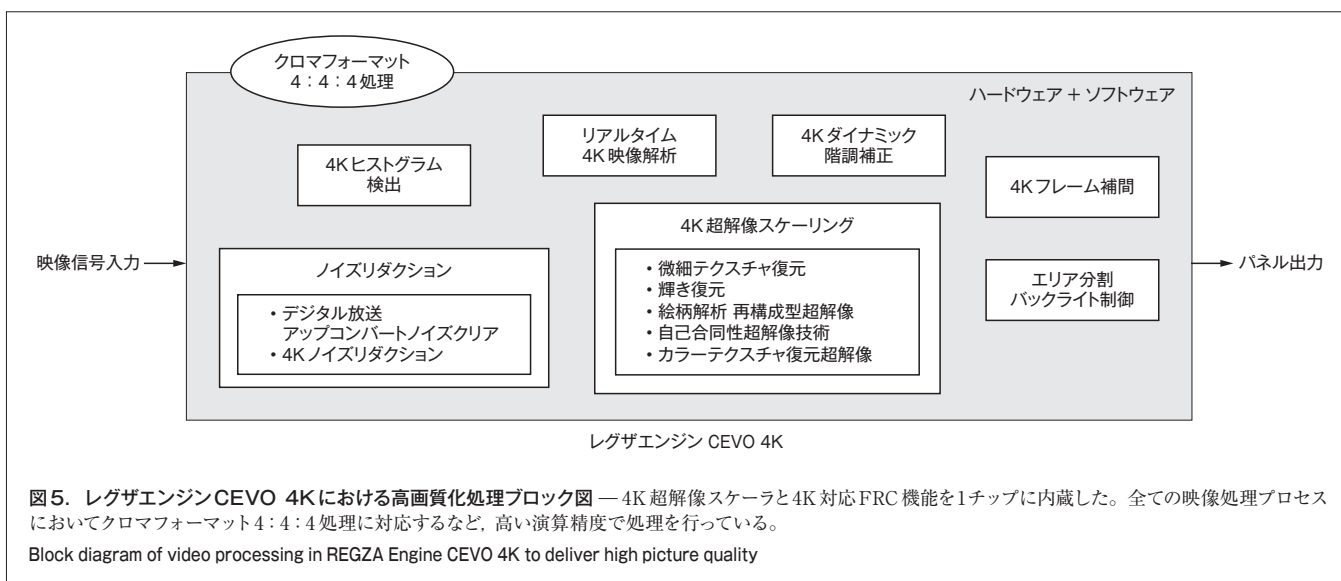 クロマフォーマット
4：4：4処理
ハードウェア + ソフトウェア
4Kヒストグラム
検出
リアルタイム
4K映像解析
4Kダイナミック
階調補正
4Kフレーム補間
映像信号入力
ノイズリダクション
・デジタル放送
アップコンバートノイズクリア
・4Kノイズリダクション
4K超解像スケーリング
・微細テクスチャ復元
・輝き復元
・絵柄解析 再構成型超解像
・自己合同性超解像技術
・カラーテクスチャ復元超解像
エリア分割
バックライト制御
パネル出力
レグザエンジン CEVO 4K
図5. レグザエンジンCEVO 4Kにおける高画質化処理ブロック図 — 4K超解像スケーラと4K対応FRC機能を1チップに内蔵した。全ての映像処理プロセス
においてクロマフォーマット4：4：4処理に対応するなど，高い演算精度で処理を行っている。
Block diagram of video processing in REGZA Engine CEVO 4K to deliver high picture quality